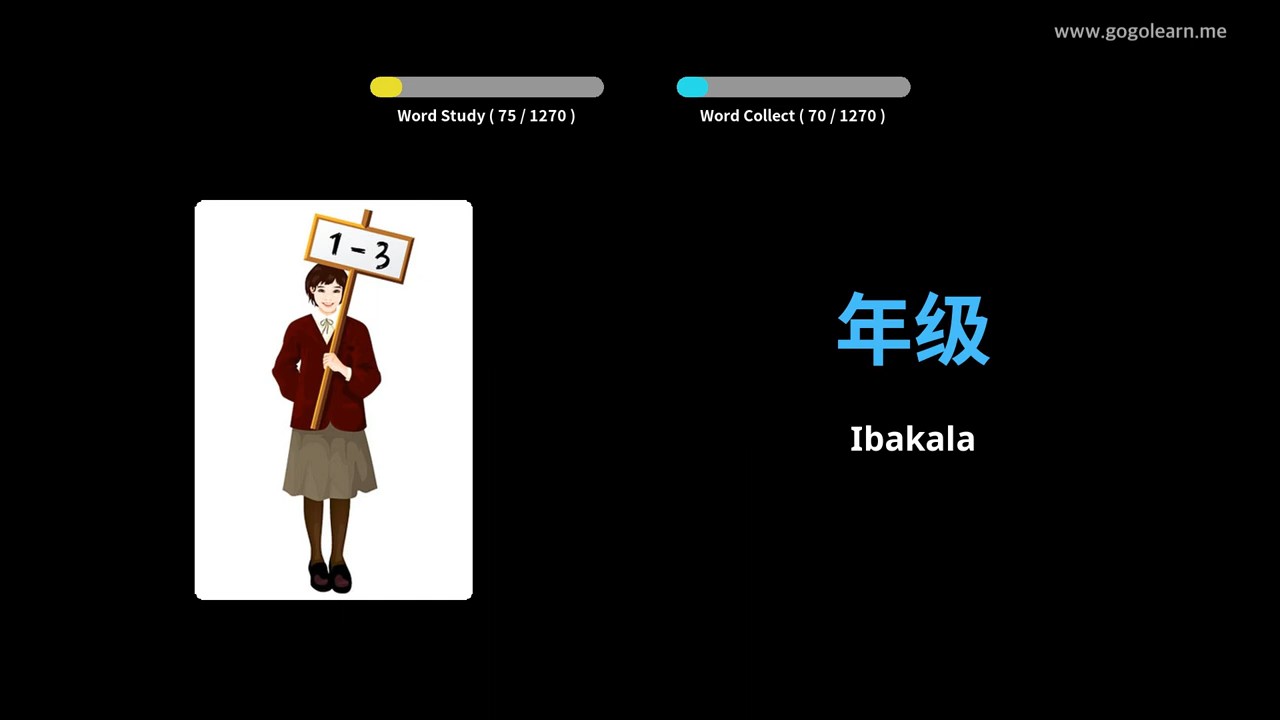 www.gogolearn.me
Word Study ( 75 / 1270 )
Word Collect ( 70 / 1270 )
1 - 3
年级
Ibakala